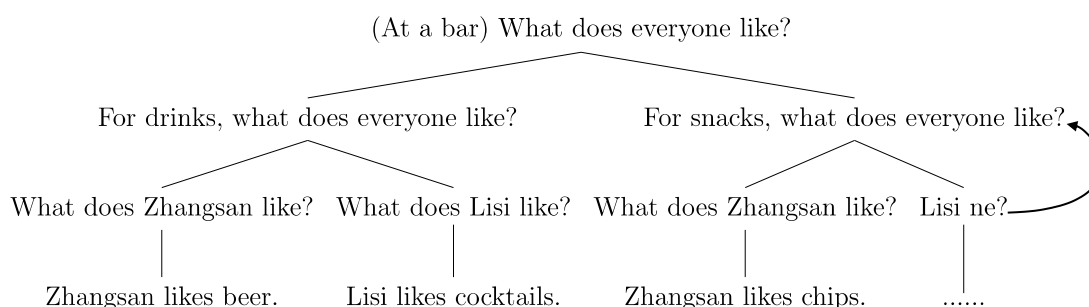 (At a bar) What does everyone like?
For drinks, what does everyone like?
For snacks, what does everyone like?
What does Zhangsan like?
What does Lisi like?
What does Zhangsan like?
Lisi ne?
Zhangsan likes beer.
Lisi likes cocktails.
Zhangsan likes chips.
......